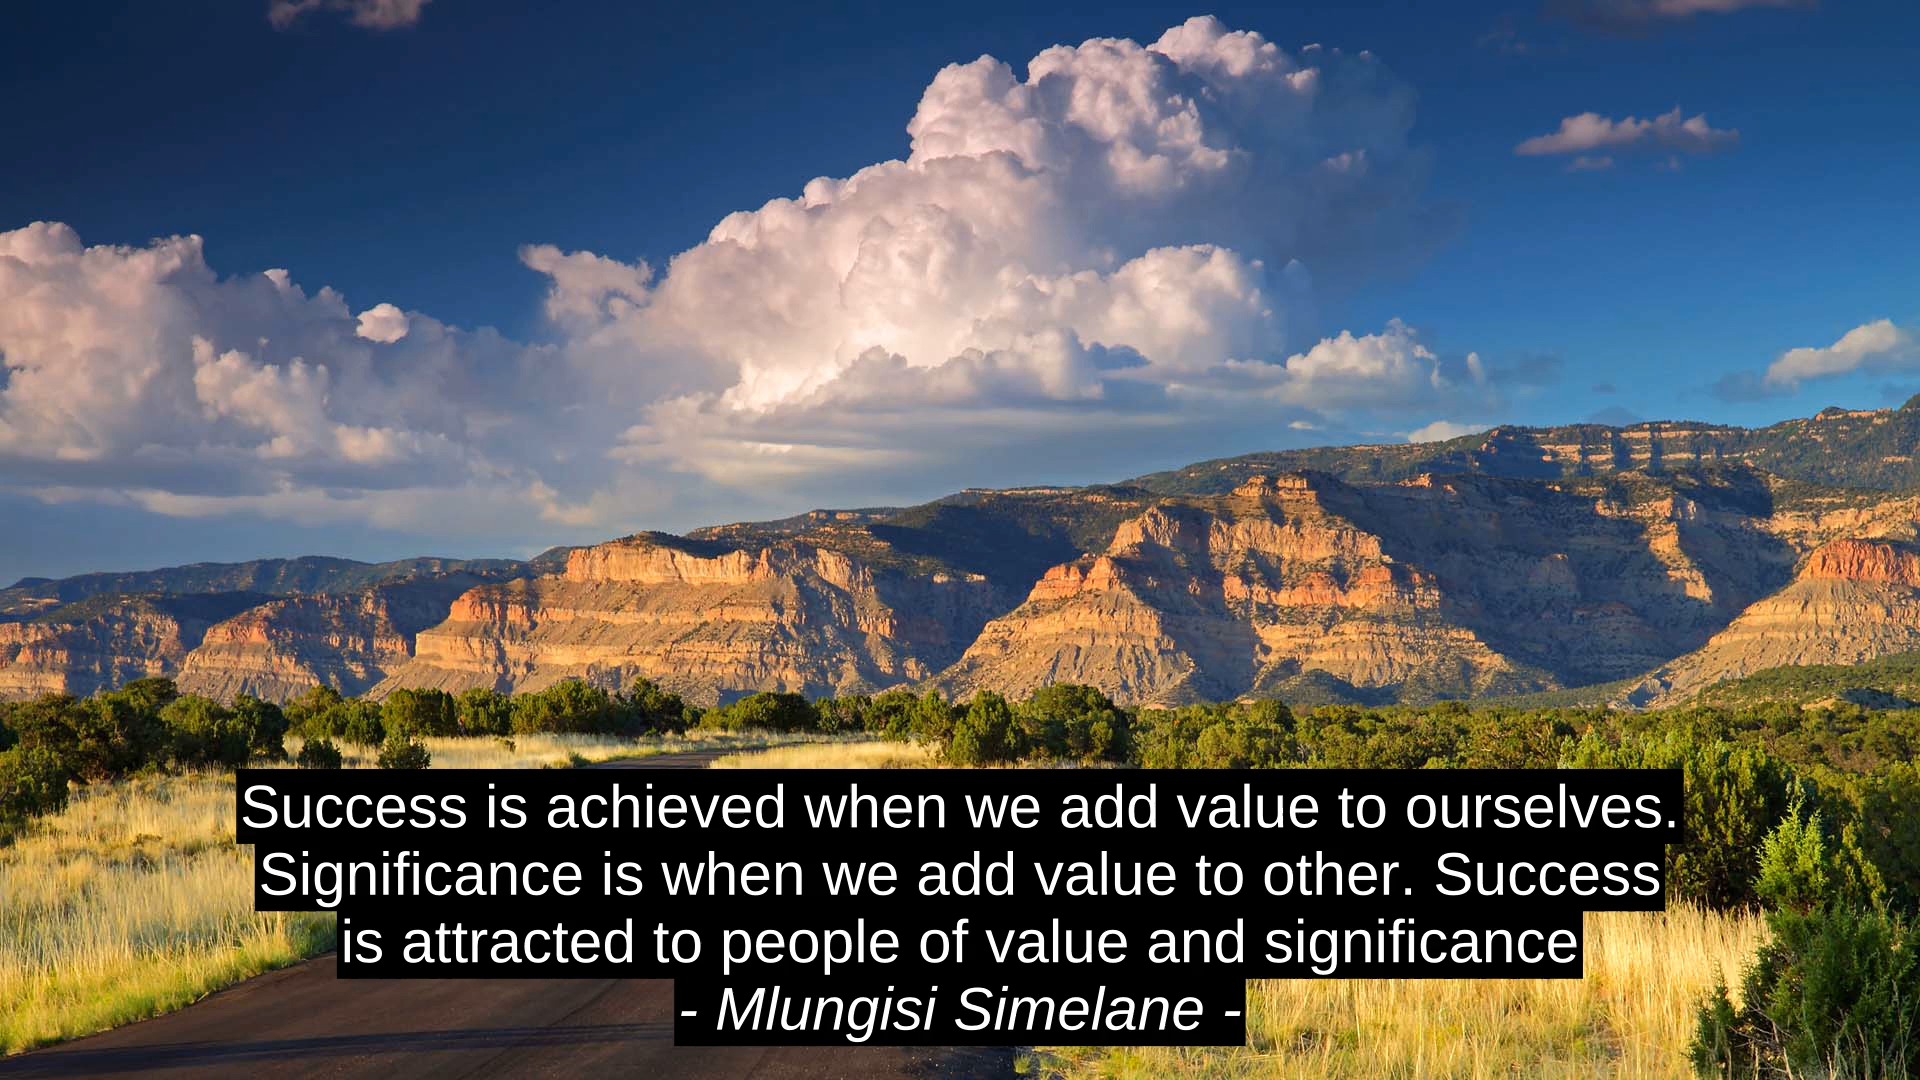 Success is achieved when we add value to ourselves.
Significance is when we add value to other. Success
is attracted to people of value and significance
- Mlungisi Simelane -